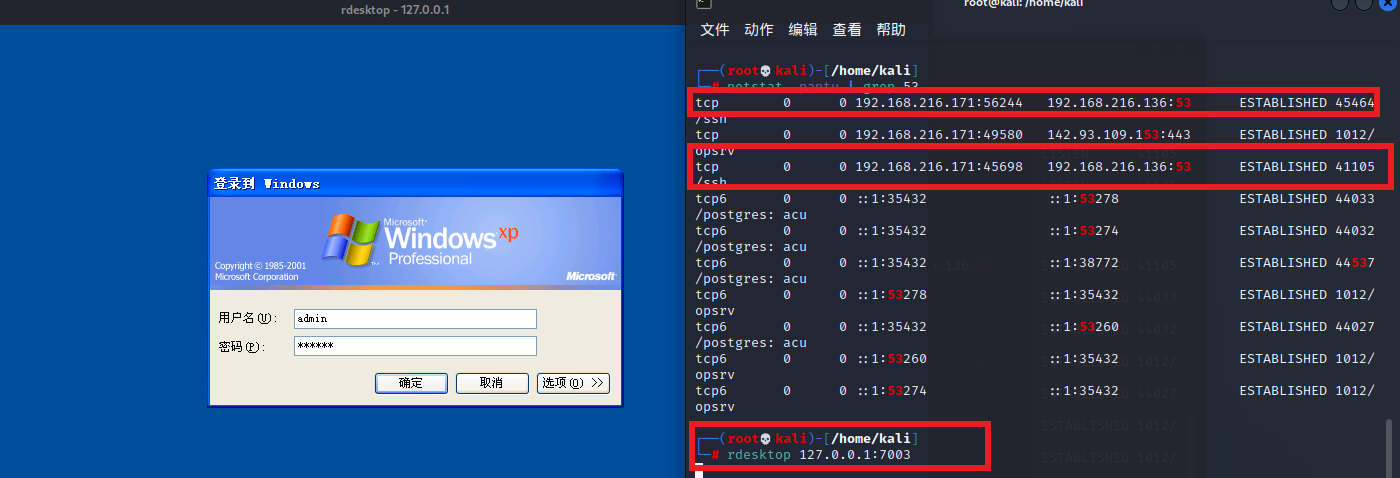 rdesktop - 127.0.0.1
登录到 Windows
Microsoft®
Windows xp
Professional
Copyright © 1985-2001
Microsoft Corporation
Microsoft®
用户名(U): admin
密码(P): ******
确定 取消 选项(O) >>
root@kali: /home/kali
文件 动作 编辑 查看 帮助
┌──(root💀kali)-[/home/kali]
└─# netstat -pantu | grep 53
tcp 0 0 192.168.216.171:56244 192.168.216.136:53 ESTABLISHED 45464
/ssh
tcp 0 0 192.168.216.171:49580 142.93.109.153:443 ESTABLISHED 1012/
opsrv
tcp 0 0 192.168.216.171:45698 192.168.216.136:53 ESTABLISHED 41105
/ssh
tcp6 0 0 ::1:35432 ::1:53278 ESTABLISHED 44033
/postgres: acu
tcp6 0 0 ::1:35432 ::1:53274 ESTABLISHED 44032
/postgres: acu
tcp6 0 0 ::1:35432 ::1:38772 ESTABLISHED 44537
/postgres: acu
tcp6 0 0 ::1:53278 ::1:35432 ESTABLISHED 1012/
opsrv
tcp6 0 0 ::1:35432 ::1:53260 ESTABLISHED 44027
/postgres: acu
tcp6 0 0 ::1:53260 ::1:35432 ESTABLISHED 1012/
opsrv
tcp6 0 0 ::1:53274 ::1:35432 ESTABLISHED 1012/
opsrv
┌──(root💀kali)-[/home/kali]
└─# rdesktop 127.0.0.1:7003